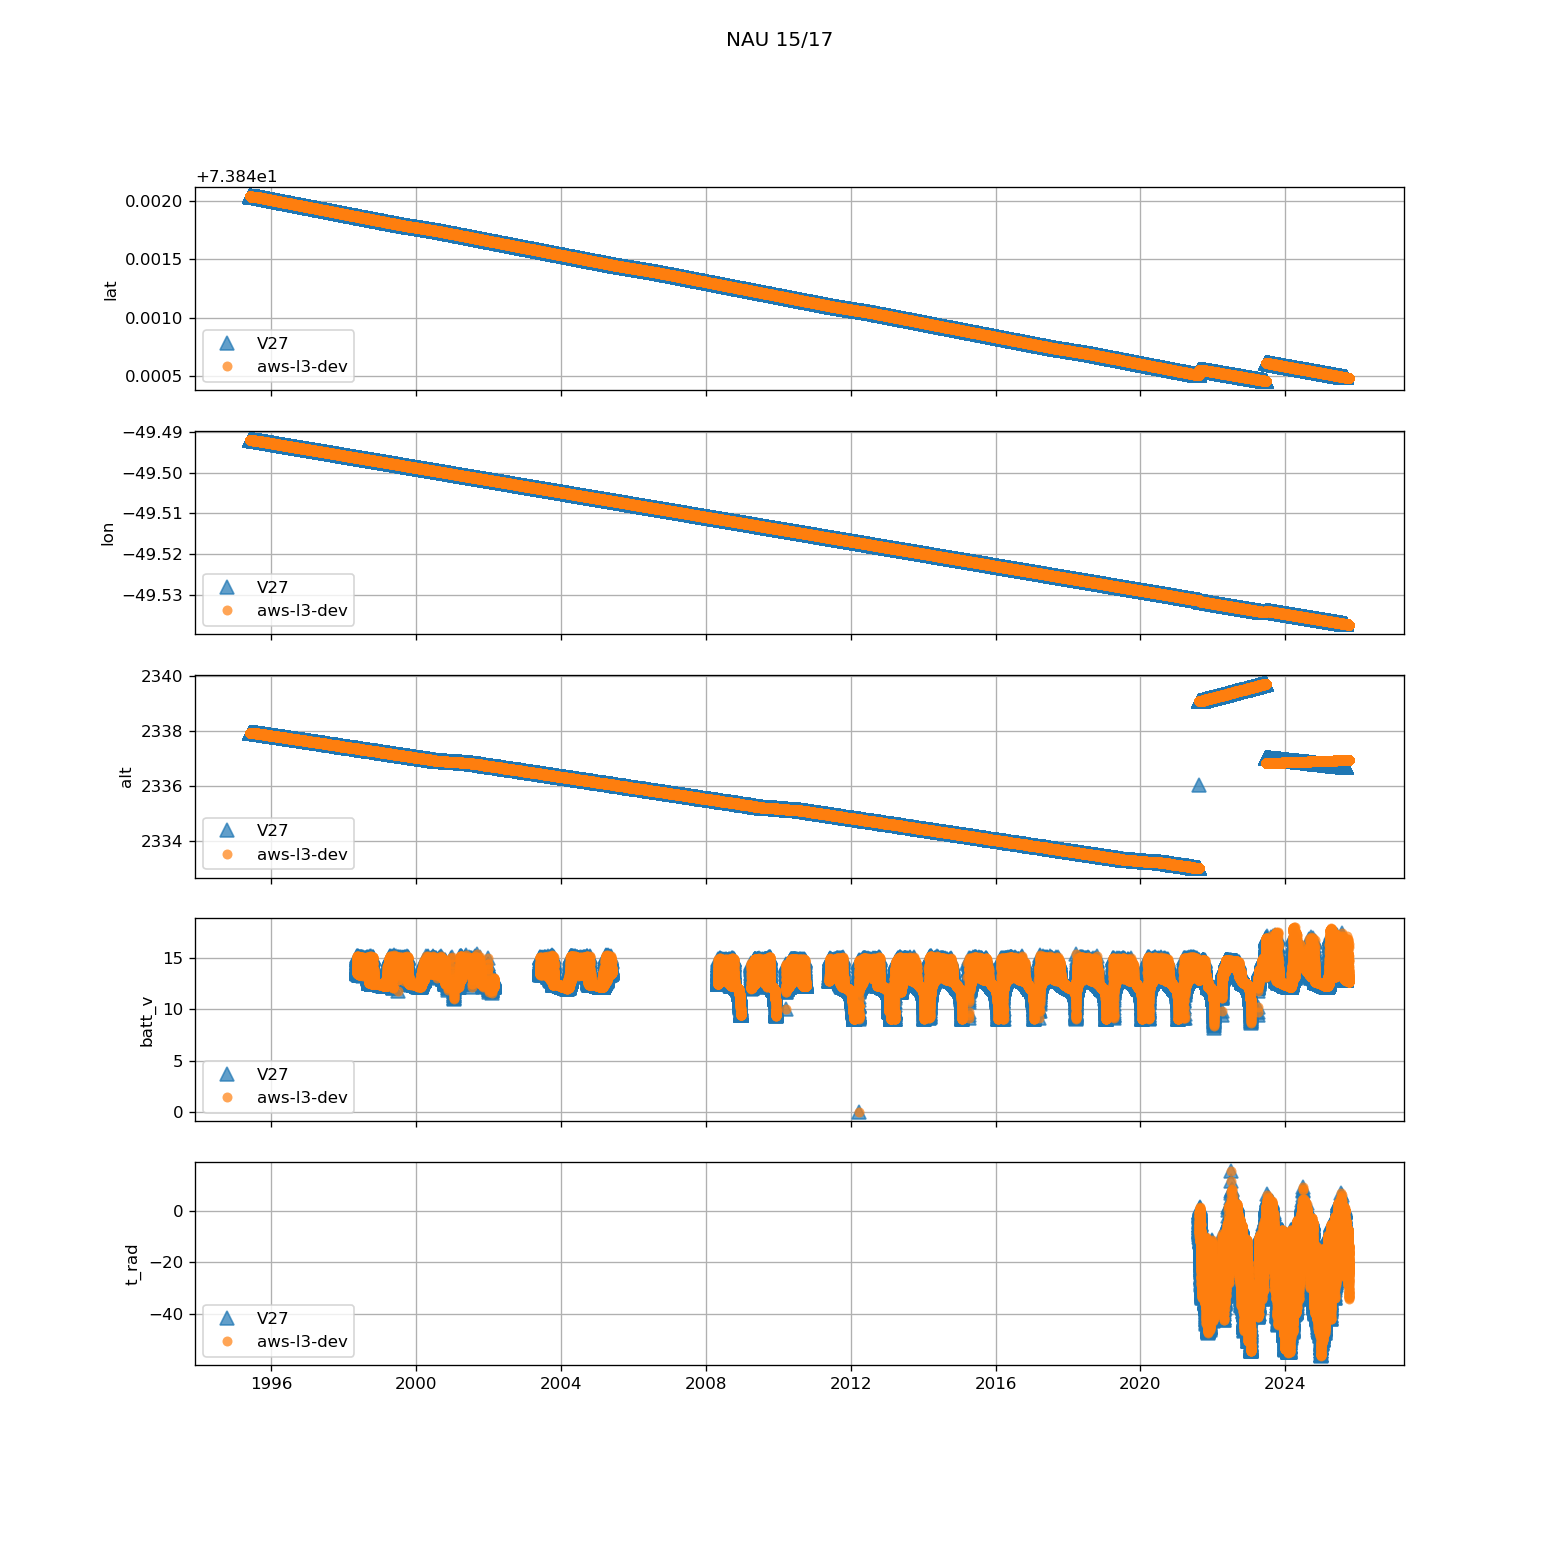 NAU 15/17
+7.384e1
0.0020
0.0015
0.0010
0.0005
lat
V27
aws-l3-dev
−49.49
−49.50
−49.51
−49.52
−49.53
lon
V27
aws-l3-dev
2340
2338
2336
2334
alt
V27
aws-l3-dev
15
10
5
0
batt_v
V27
aws-l3-dev
0
−20
−40
t_rad
V27
aws-l3-dev
1996 2000 2004 2008 2012 2016 2020 2024